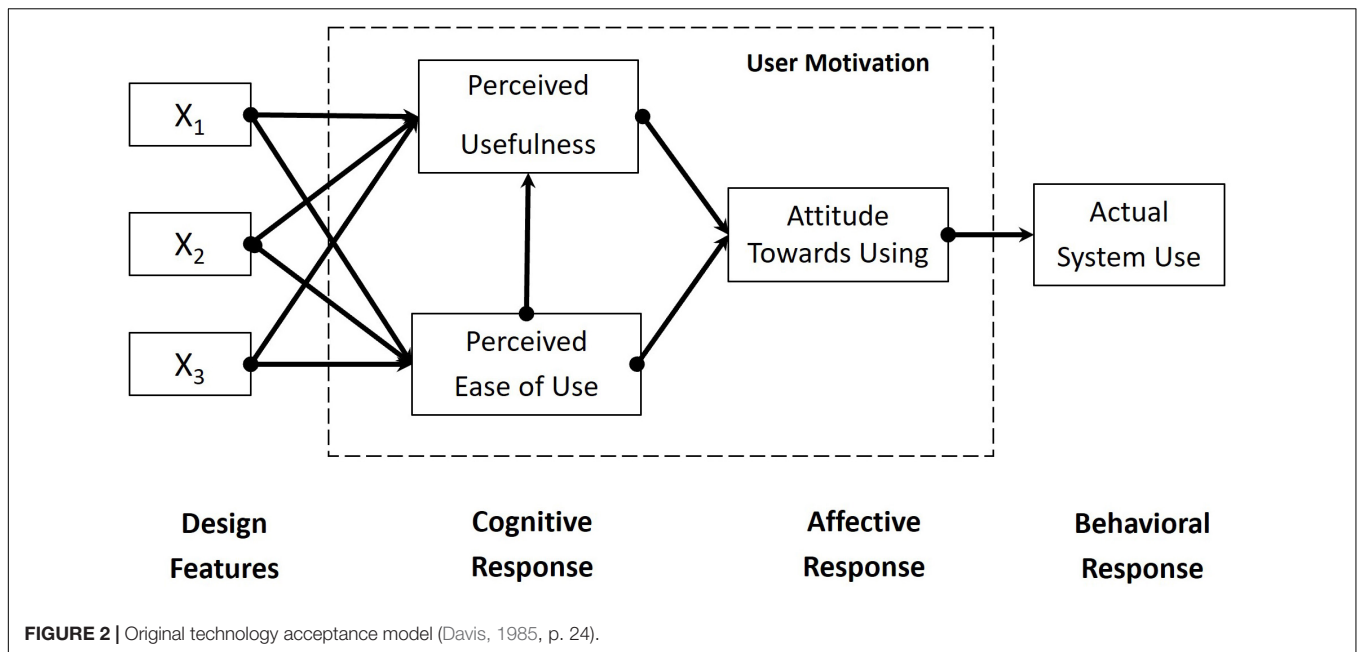 User Motivation
X₁
X₂
X₃
Perceived
Usefulness
Perceived
Ease of Use
Attitude
Towards Using
Actual
System Use
Design
Features
Cognitive
Response
Affective
Response
Behavioral
Response
FIGURE 2 | Original technology acceptance model (Davis, 1985, p. 24).